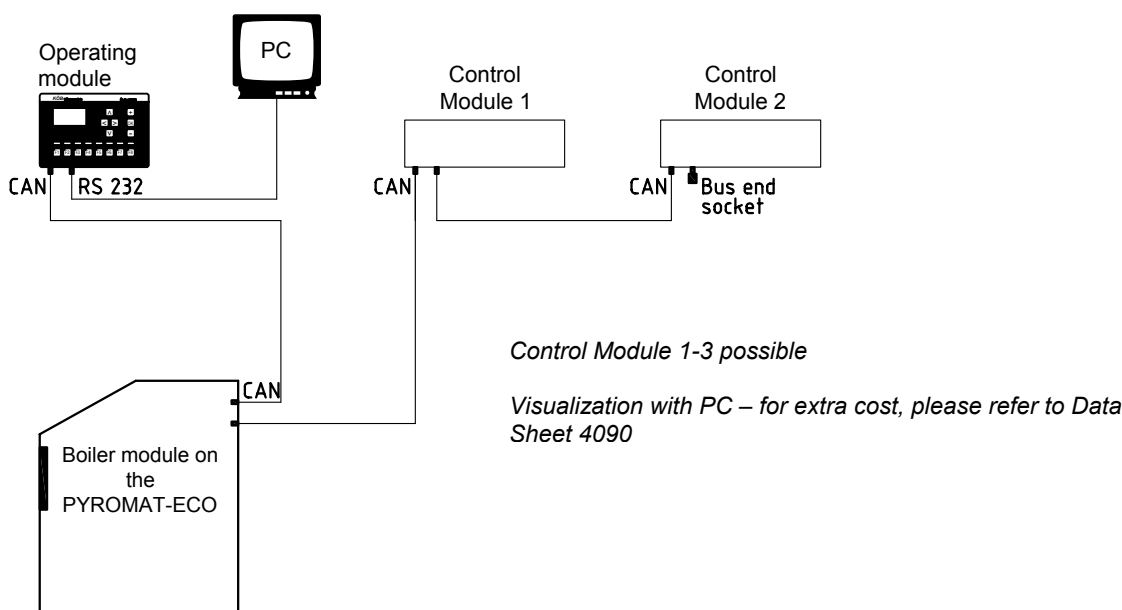 Operating
module
PC
Control
Module 1
Control
Module 2
CAN
RS 232
CAN
CAN
Bus end
socket
Control Module 1-3 possible
Visualization with PC – for extra cost, please refer to Data
Sheet 4090
CAN
Boiler module on
the
PYROMAT-ECO